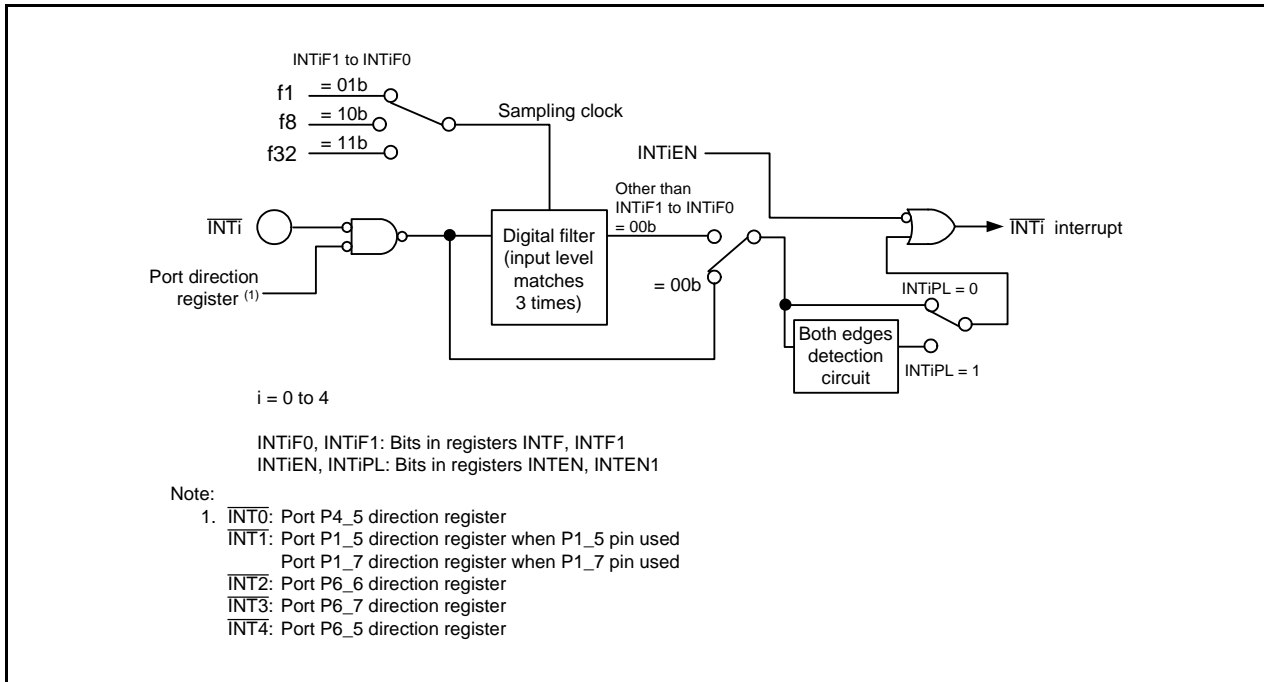 INTiF1 to INTiF0
f1
= 01b
f8
= 10b
f32
= 11b
Sampling clock
INTiEN
Other than
INTiF1 to INTiF0
= 00b
INTi
Digital filter
(input level
matches
3 times)
INTi interrupt
Port direction
register (1)
= 00b
INTiPL = 0
Both edges
detection
circuit
INTiPL = 1
i = 0 to 4
INTiF0, INTiF1: Bits in registers INTF, INTF1
INTiEN, INTiPL: Bits in registers INTEN, INTEN1
Note:
1. INT0: Port P4_5 direction register
INT1: Port P1_5 direction register when P1_5 pin used
Port P1_7 direction register when P1_7 pin used
INT2: Port P6_6 direction register
INT3: Port P6_7 direction register
INT4: Port P6_5 direction register